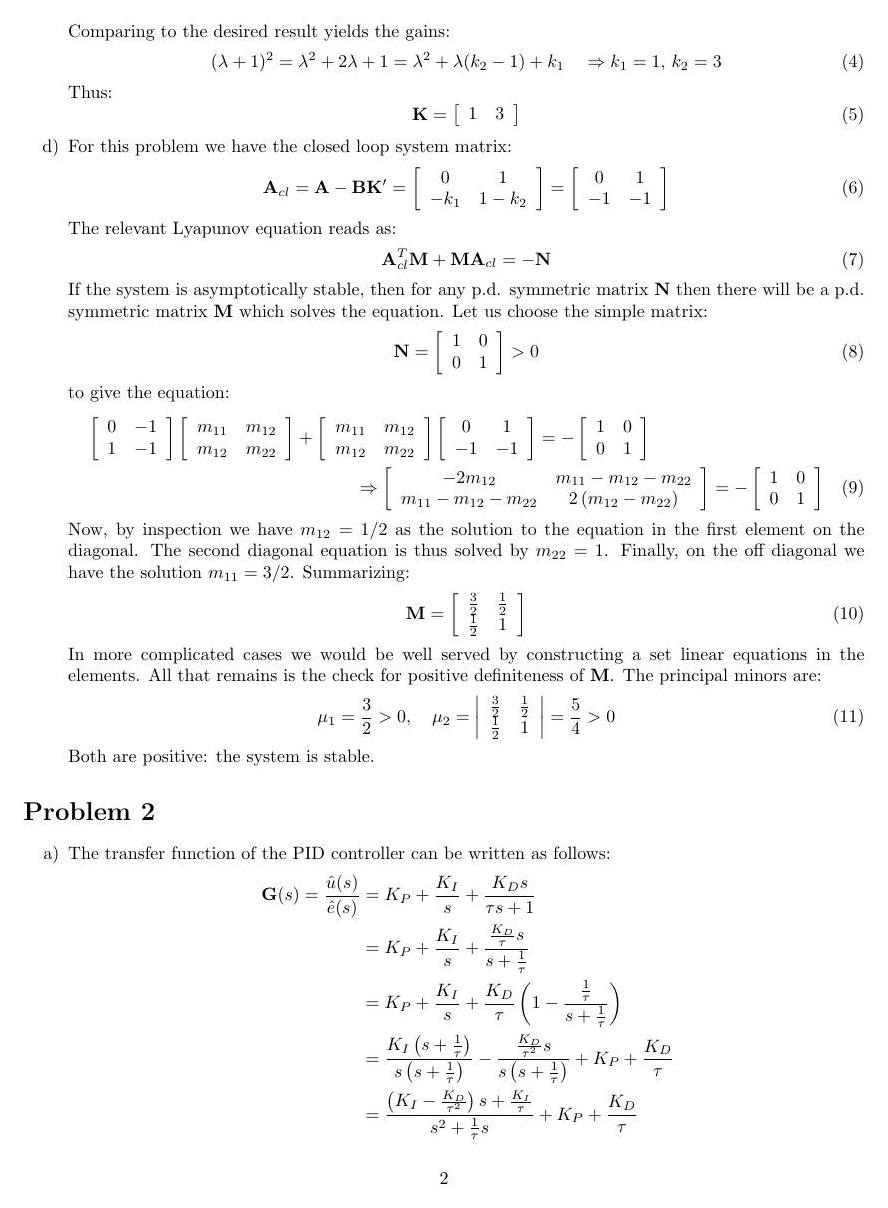 Comparing to the desired result yields the gains:
(λ + 1)² = λ² + 2λ + 1 = λ² + λ(k₂ − 1) + k₁ ⇒ k₁ = 1, k₂ = 3 (4)
Thus:
K = [ 1 3 ] (5)
d) For this problem we have the closed loop system matrix:
A_{cl} = A − BK′ = [ 0 1 ; −k₁ 1 − k₂ ] = [ 0 1 ; −1 −1 ] (6)
The relevant Lyapunov equation reads as:
A_{cl}^T M + MA_{cl} = −N (7)
If the system is asymptotically stable, then for any p.d. symmetric matrix N then there will be a p.d.
symmetric matrix M which solves the equation. Let us choose the simple matrix:
N = [ 1 0 ; 0 1 ] > 0 (8)
to give the equation:
[ 0 −1 ; 1 −1 ] [ m₁₁ m₁₂ ; m₁₂ m₂₂ ] + [ m₁₁ m₁₂ ; m₁₂ m₂₂ ] [ 0 1 ; −1 −1 ] = − [ 1 0 ; 0 1 ]
⇒ [ −2m₁₂ m₁₁ − m₁₂ − m₂₂ ; m₁₁ − m₁₂ − m₂₂ 2 (m₁₂ − m₂₂) ] = − [ 1 0 ; 0 1 ] (9)
Now, by inspection we have m₁₂ = 1/2 as the solution to the equation in the first element on the
diagonal. The second diagonal equation is thus solved by m₂₂ = 1. Finally, on the off diagonal we
have the solution m₁₁ = 3/2. Summarizing:
M = [ 3/2 1/2 ; 1/2 1 ] (10)
In more complicated cases we would be well served by constructing a set linear equations in the
elements. All that remains is the check for positive definiteness of M. The principal minors are:
μ₁ = 3/2 > 0, μ₂ = | 3/2 1/2 ; 1/2 1 | = 5/4 > 0 (11)
Both are positive: the system is stable.
Problem 2
a) The transfer function of the PID controller can be written as follows:
G(s) = û(s)/ê(s) = K_P + K_I/s + K_D s/(τs + 1)
= K_P + K_I/s + (K_D/τ)s/(s + 1/τ)
= K_P + K_I/s + K_D/τ (1 − (1/τ)/(s + 1/τ))
= K_I (s + 1/τ)/(s (s + 1/τ)) − (K_D/τ²)s/(s (s + 1/τ)) + K_P + K_D/τ
= ((K_I − K_D/τ²) s + K_I/τ)/(s² + (1/τ)s) + K_P + K_D/τ
2